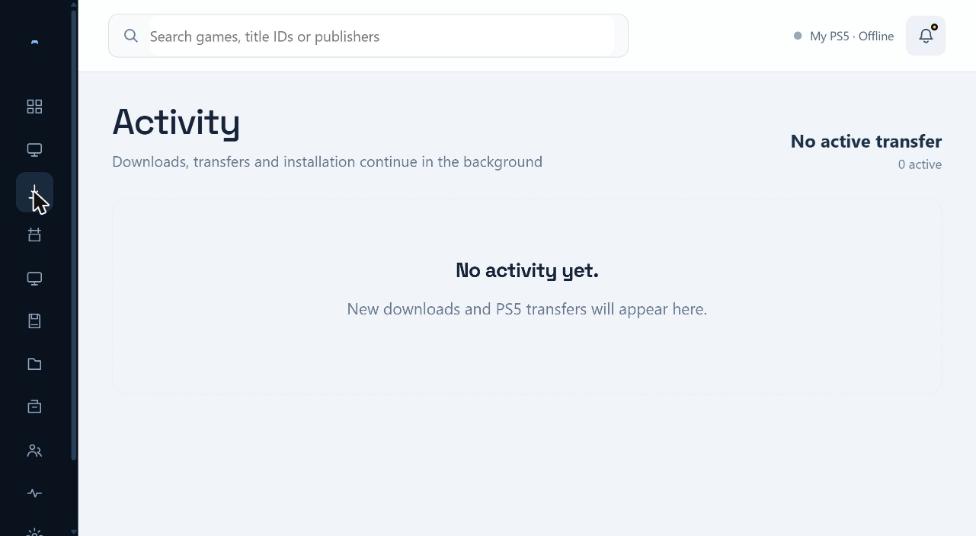 Search games, title IDs or publishers
My PS5 · Offline
Activity
Downloads, transfers and installation continue in the background
No active transfer
0 active
No activity yet.
New downloads and PS5 transfers will appear here.